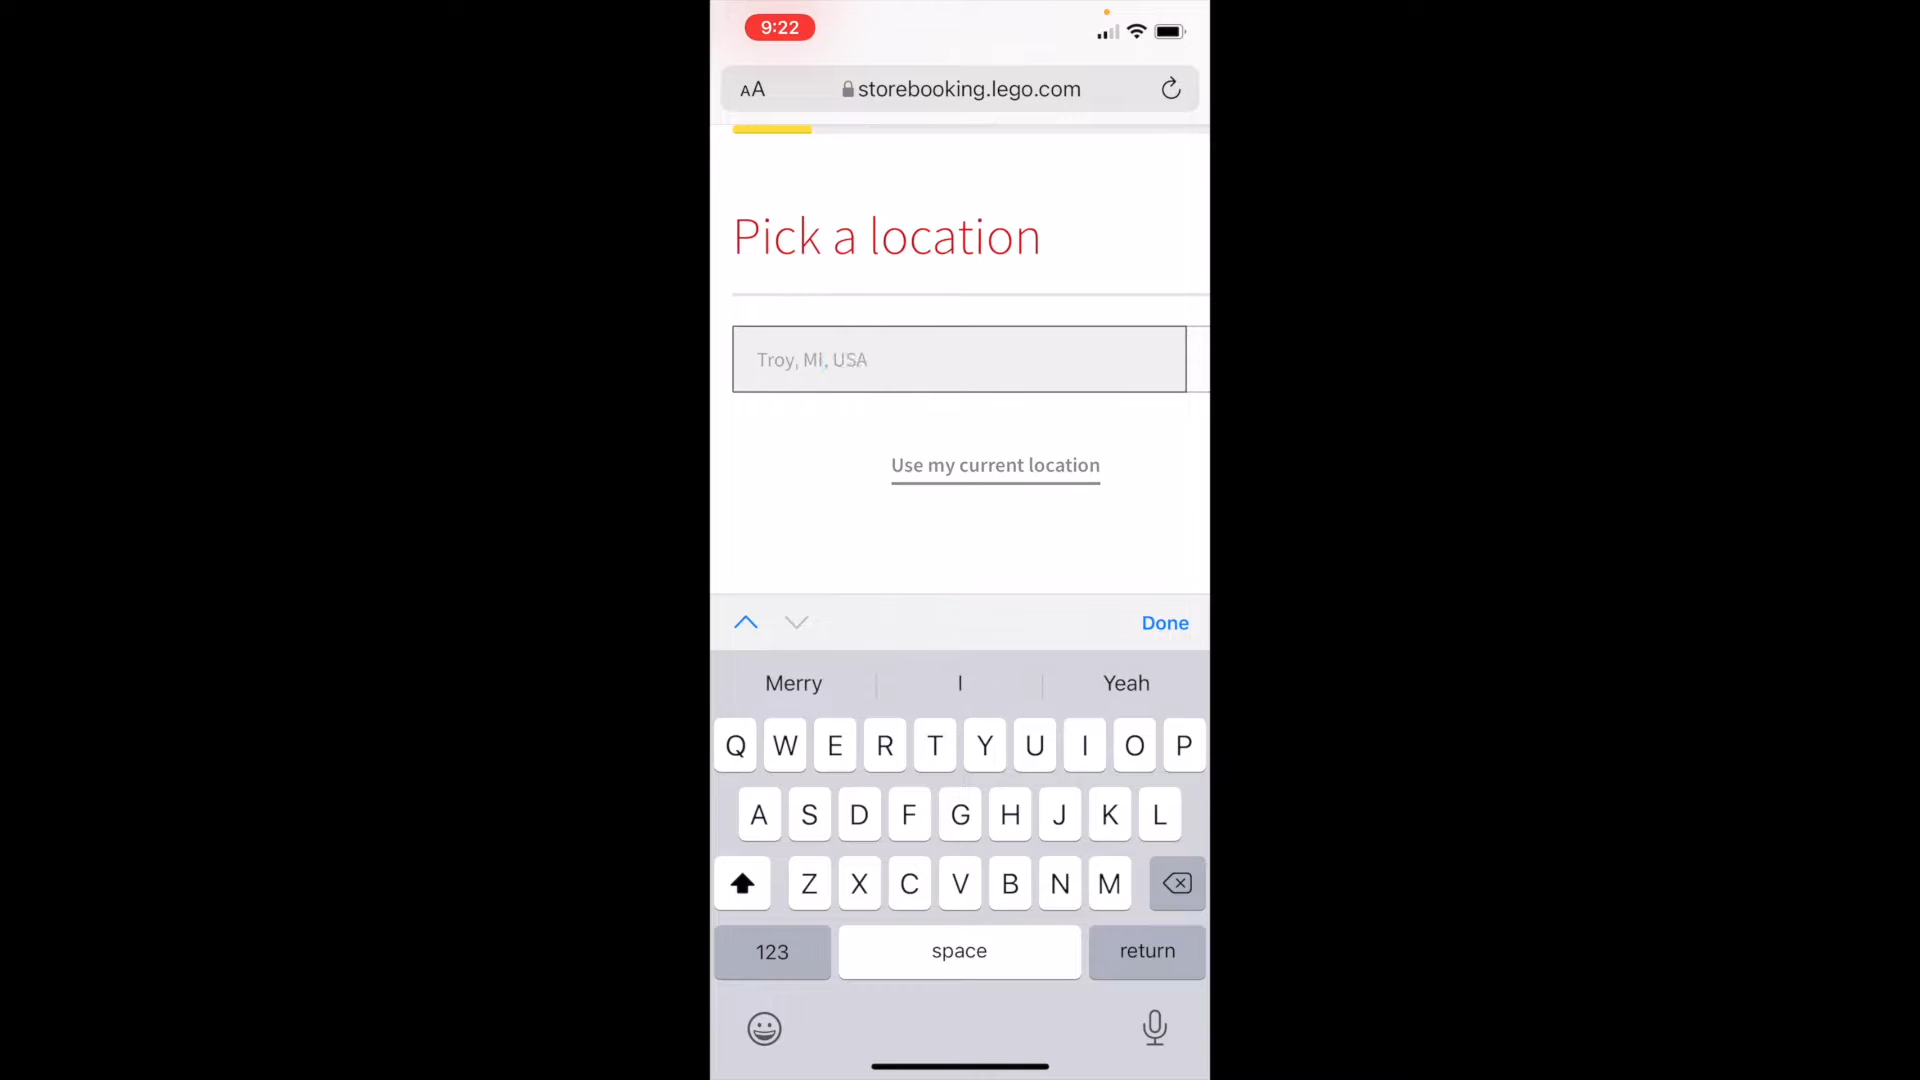 9:22
AA storebooking.lego.com
Pick a location
Troy, MI, USA
Use my current location
Done
Merry I Yeah
Q W E R T Y U I O P
A S D F G H J K L
Z X C V B N M
123 space return